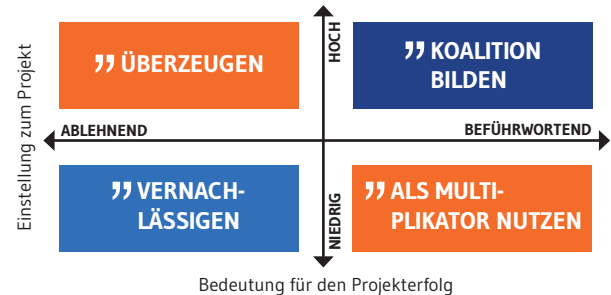 Einstellung zum Projekt
HOCH
” ÜBERZEUGEN
” KOALITION
BILDEN
ABLEHNEND
BEFÜHRWORTEND
” VERNACH-
LÄSSIGEN
NIEDRIG
” ALS MULTI-
PLIKATOR NUTZEN
Bedeutung für den Projekterfolg